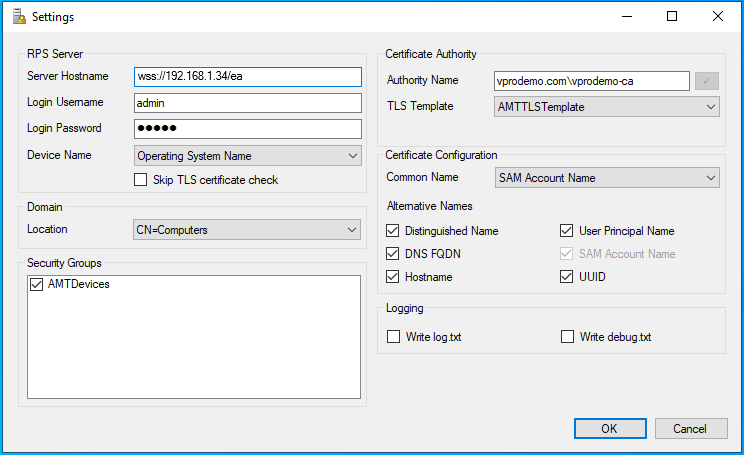 Settings
RPS Server
Server Hostname
wss://192.168.1.34/ea
Login Username
admin
Login Password
●●●●●
Device Name
Operating System Name
Skip TLS certificate check
Domain
Location
CN=Computers
Security Groups
AMTDevices
Certificate Authority
Authority Name
vprodemo.com\vprodemo-ca
TLS Template
AMTTLSTemplate
Certificate Configuration
Common Name
SAM Account Name
Alternative Names
Distinguished Name
User Principal Name
DNS FQDN
SAM Account Name
Hostname
UUID
Logging
Write log.txt
Write debug.txt
OK
Cancel